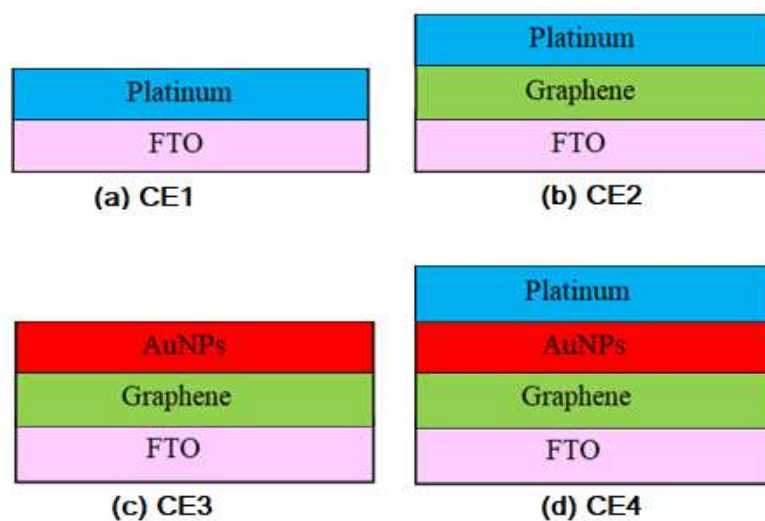 Platinum
FTO
(a) CE1
Platinum
Graphene
FTO
(b) CE2
AuNPs
Graphene
FTO
(c) CE3
Platinum
AuNPs
Graphene
FTO
(d) CE4